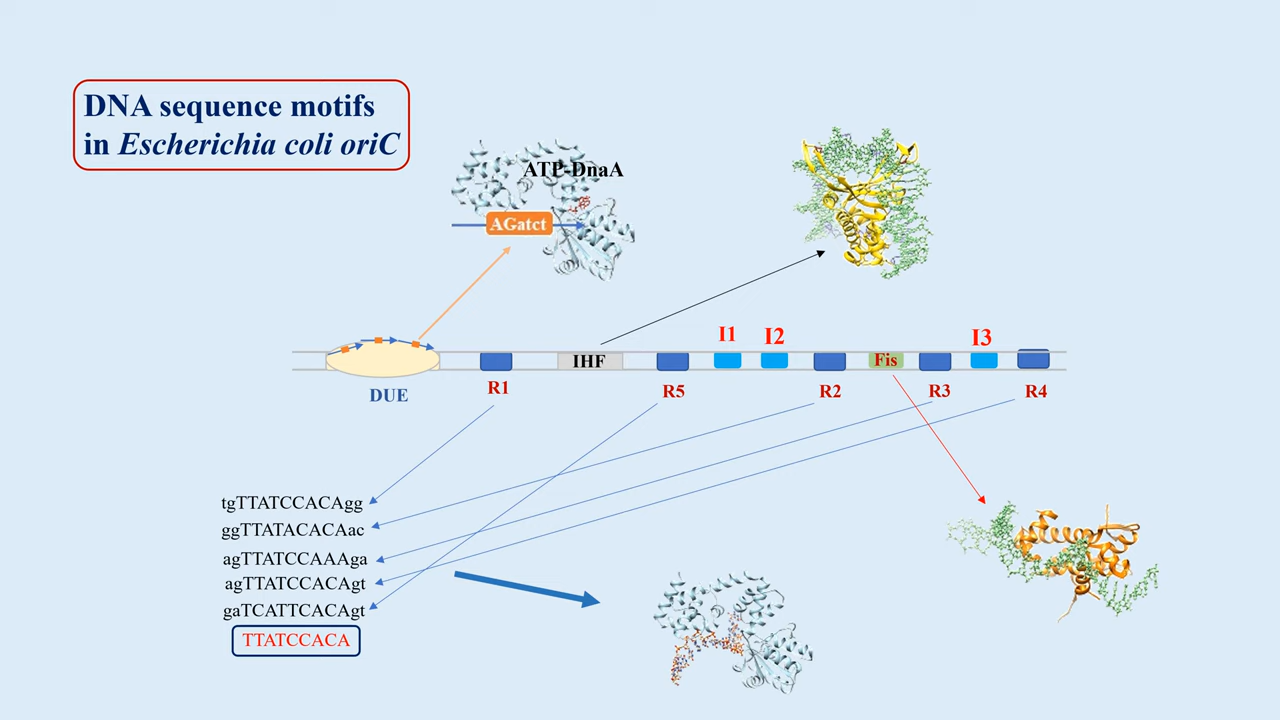 DNA sequence motifs
in Escherichia coli oriC
ATP-DnaA
AGatct
I1
I2
I3
IHF
Fis
DUE
R1
R5
R2
R3
R4
tgTTATCCACAgg
ggTTATACACAac
agTTATCCAAAga
agTTATCCACAgt
gaTCATTCACAgt
TTATCCACA